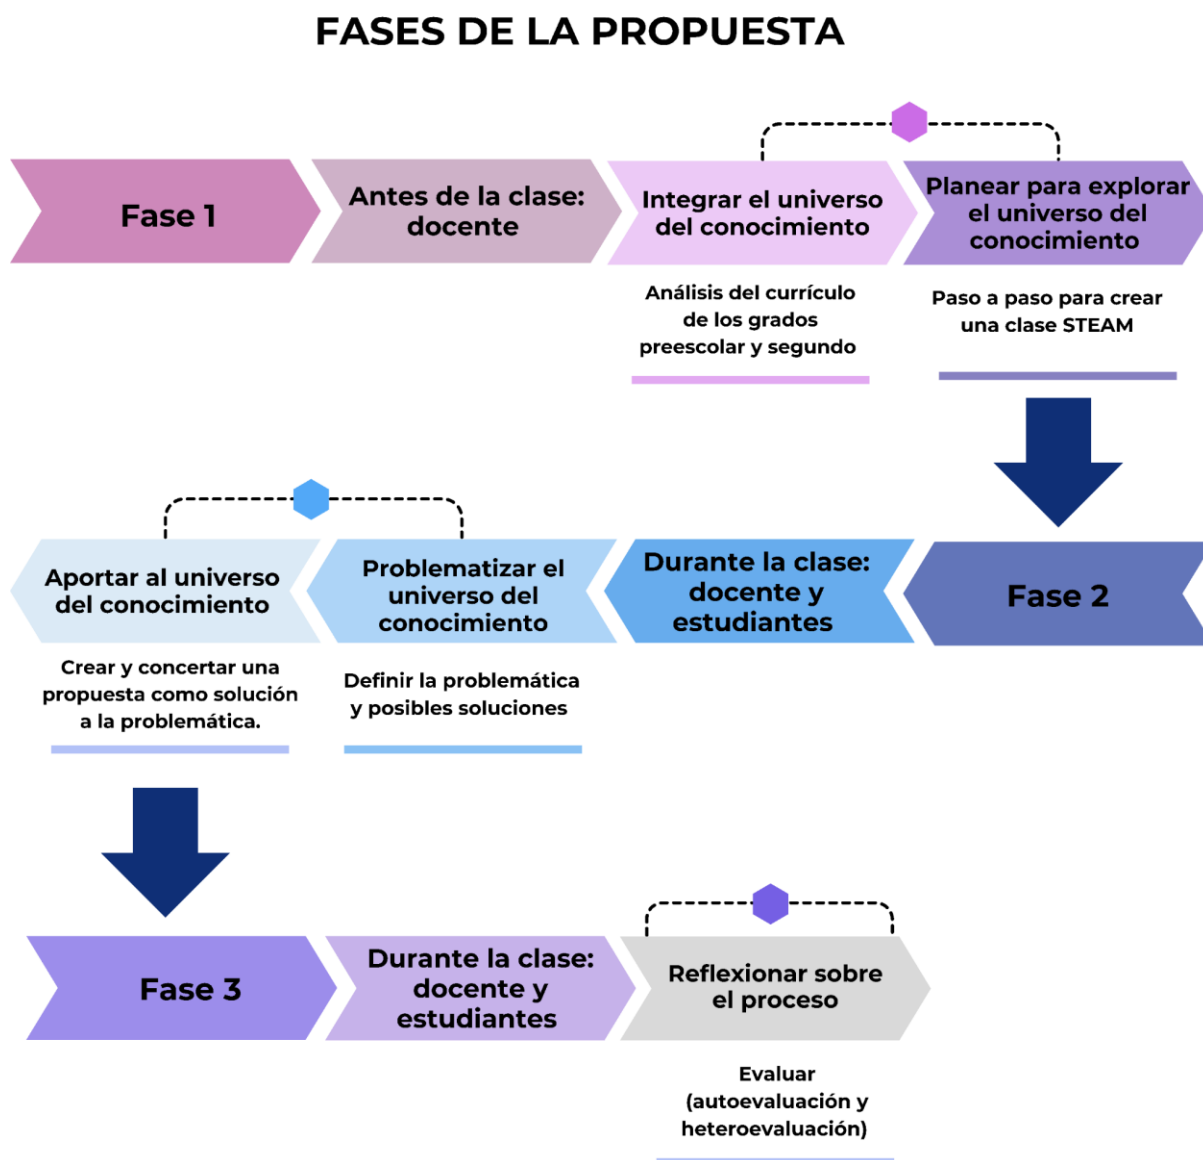 FASES DE LA PROPUESTA
Fase 1
Antes de la clase:
docente
Integrar el universo
del conocimiento
Planear para explorar
el universo del
conocimiento
Análisis del currículo
de los grados
preescolar y segundo
Paso a paso para crear
una clase STEAM
Fase 2
Durante la clase:
docente y
estudiantes
Problematizar el
universo del
conocimiento
Aportar al universo
del conocimiento
Definir la problemática
y posibles soluciones
Crear y concertar una
propuesta como solución
a la problemática.
Fase 3
Durante la clase:
docente y
estudiantes
Reflexionar sobre
el proceso
Evaluar
(autoevaluación y
heteroevaluación)